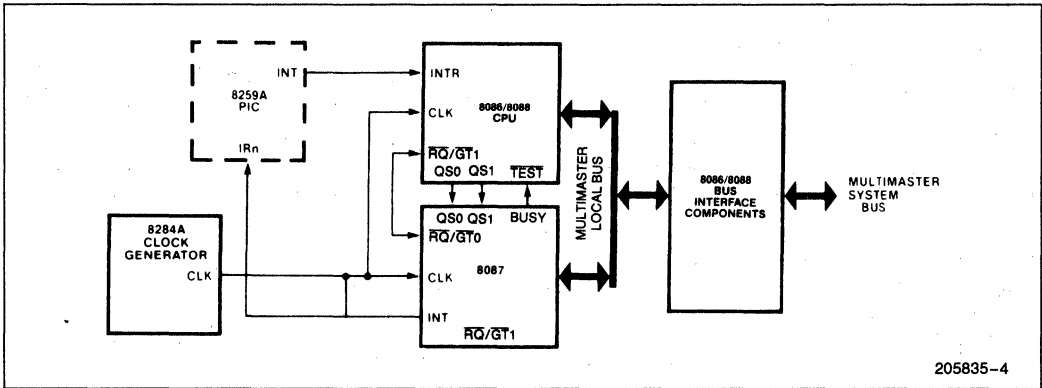 INT
8259A
PIC
IRn
INTR
CLK
8086/8088
CPU
RQ/GT1
QS0 QS1 TEST
QS0 QS1 BUSY
RQ/GT0
8087
CLK
INT
RQ/GT1
8284A
CLOCK
GENERATOR
CLK
MULTIMASTER
LOCAL BUS
8086/8088
BUS
INTERFACE
COMPONENTS
MULTIMASTER
SYSTEM
BUS
205835-4